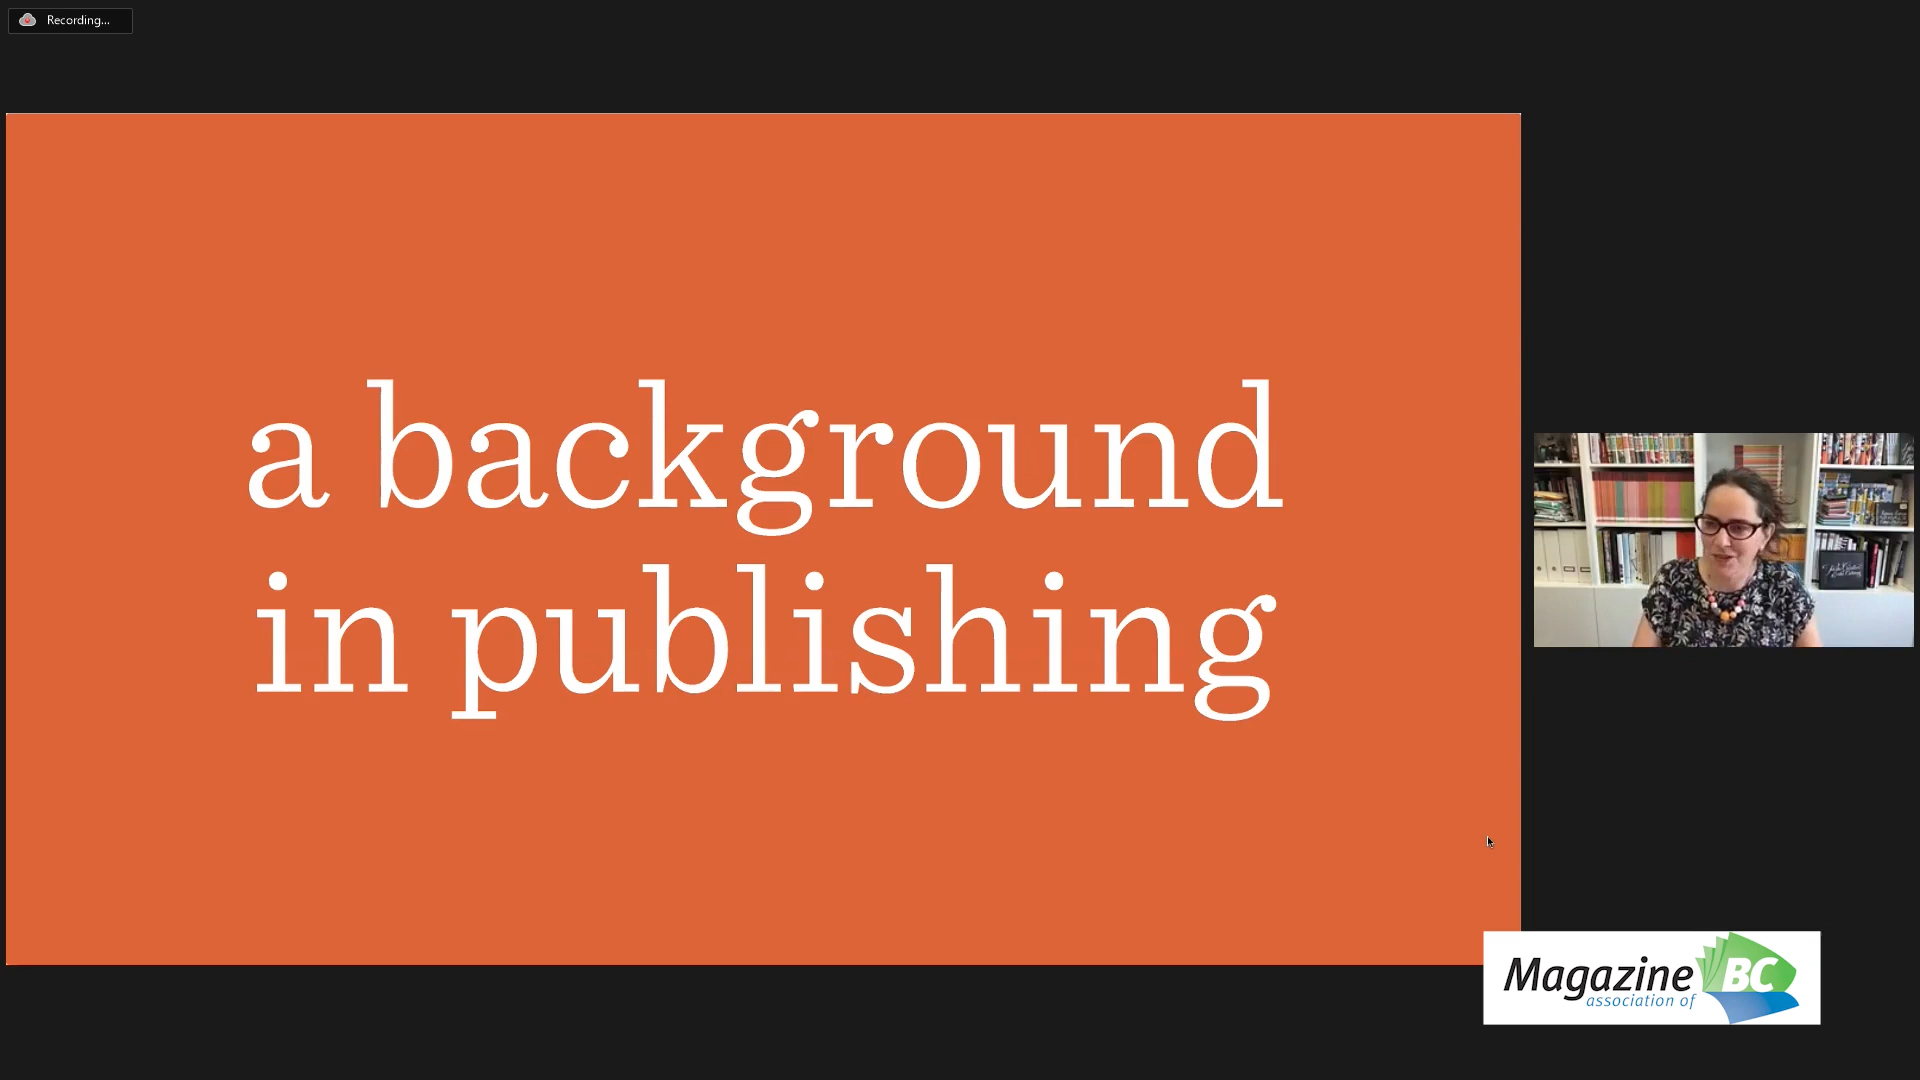 Recording...
a background
in publishing
Magazine
association of
BC